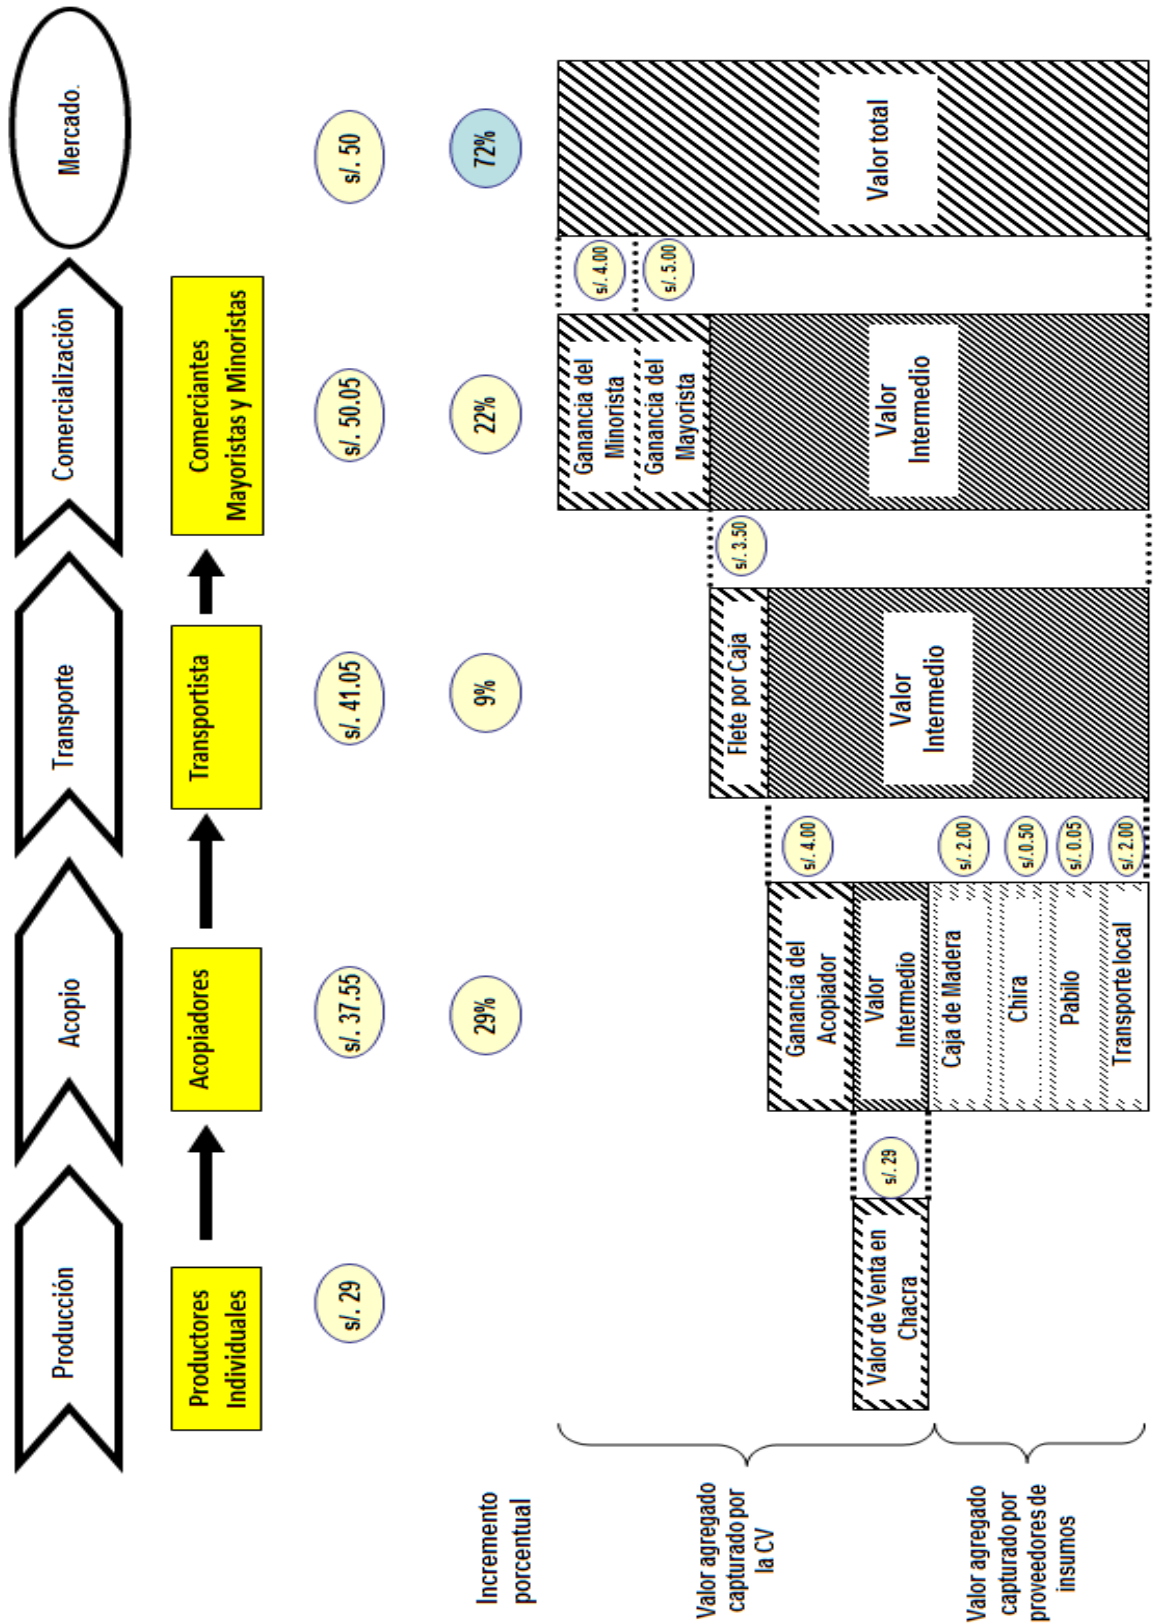 Producción
Acopio
Transporte
Comercialización
Mercado.
Productores
Individuales
Acopiadores
Transportista
Comerciantes
Mayoristas y Minoristas
s/. 29
s/. 37.55
s/. 41.05
s/. 50.05
s/. 50
Incremento
porcentual
29%
9%
22%
72%
Valor agregado
capturado por
la CV
Valor agregado
capturado por
proveedores de
insumos
Valor de Venta en
Chacra
s/. 29
Ganancia del
Acopiador
Valor
Intermedio
Caja de Madera
Chira
Pabilo
Transporte local
s/. 4.00
s/. 2.00
s/.0.50
s/. 0.05
s/. 2.00
Flete por Caja
Valor
Intermedio
s/. 3.50
Ganancia del
Minorista
Ganancia del
Mayorista
Valor
Intermedio
s/. 4.00
s/. 5.00
Valor total